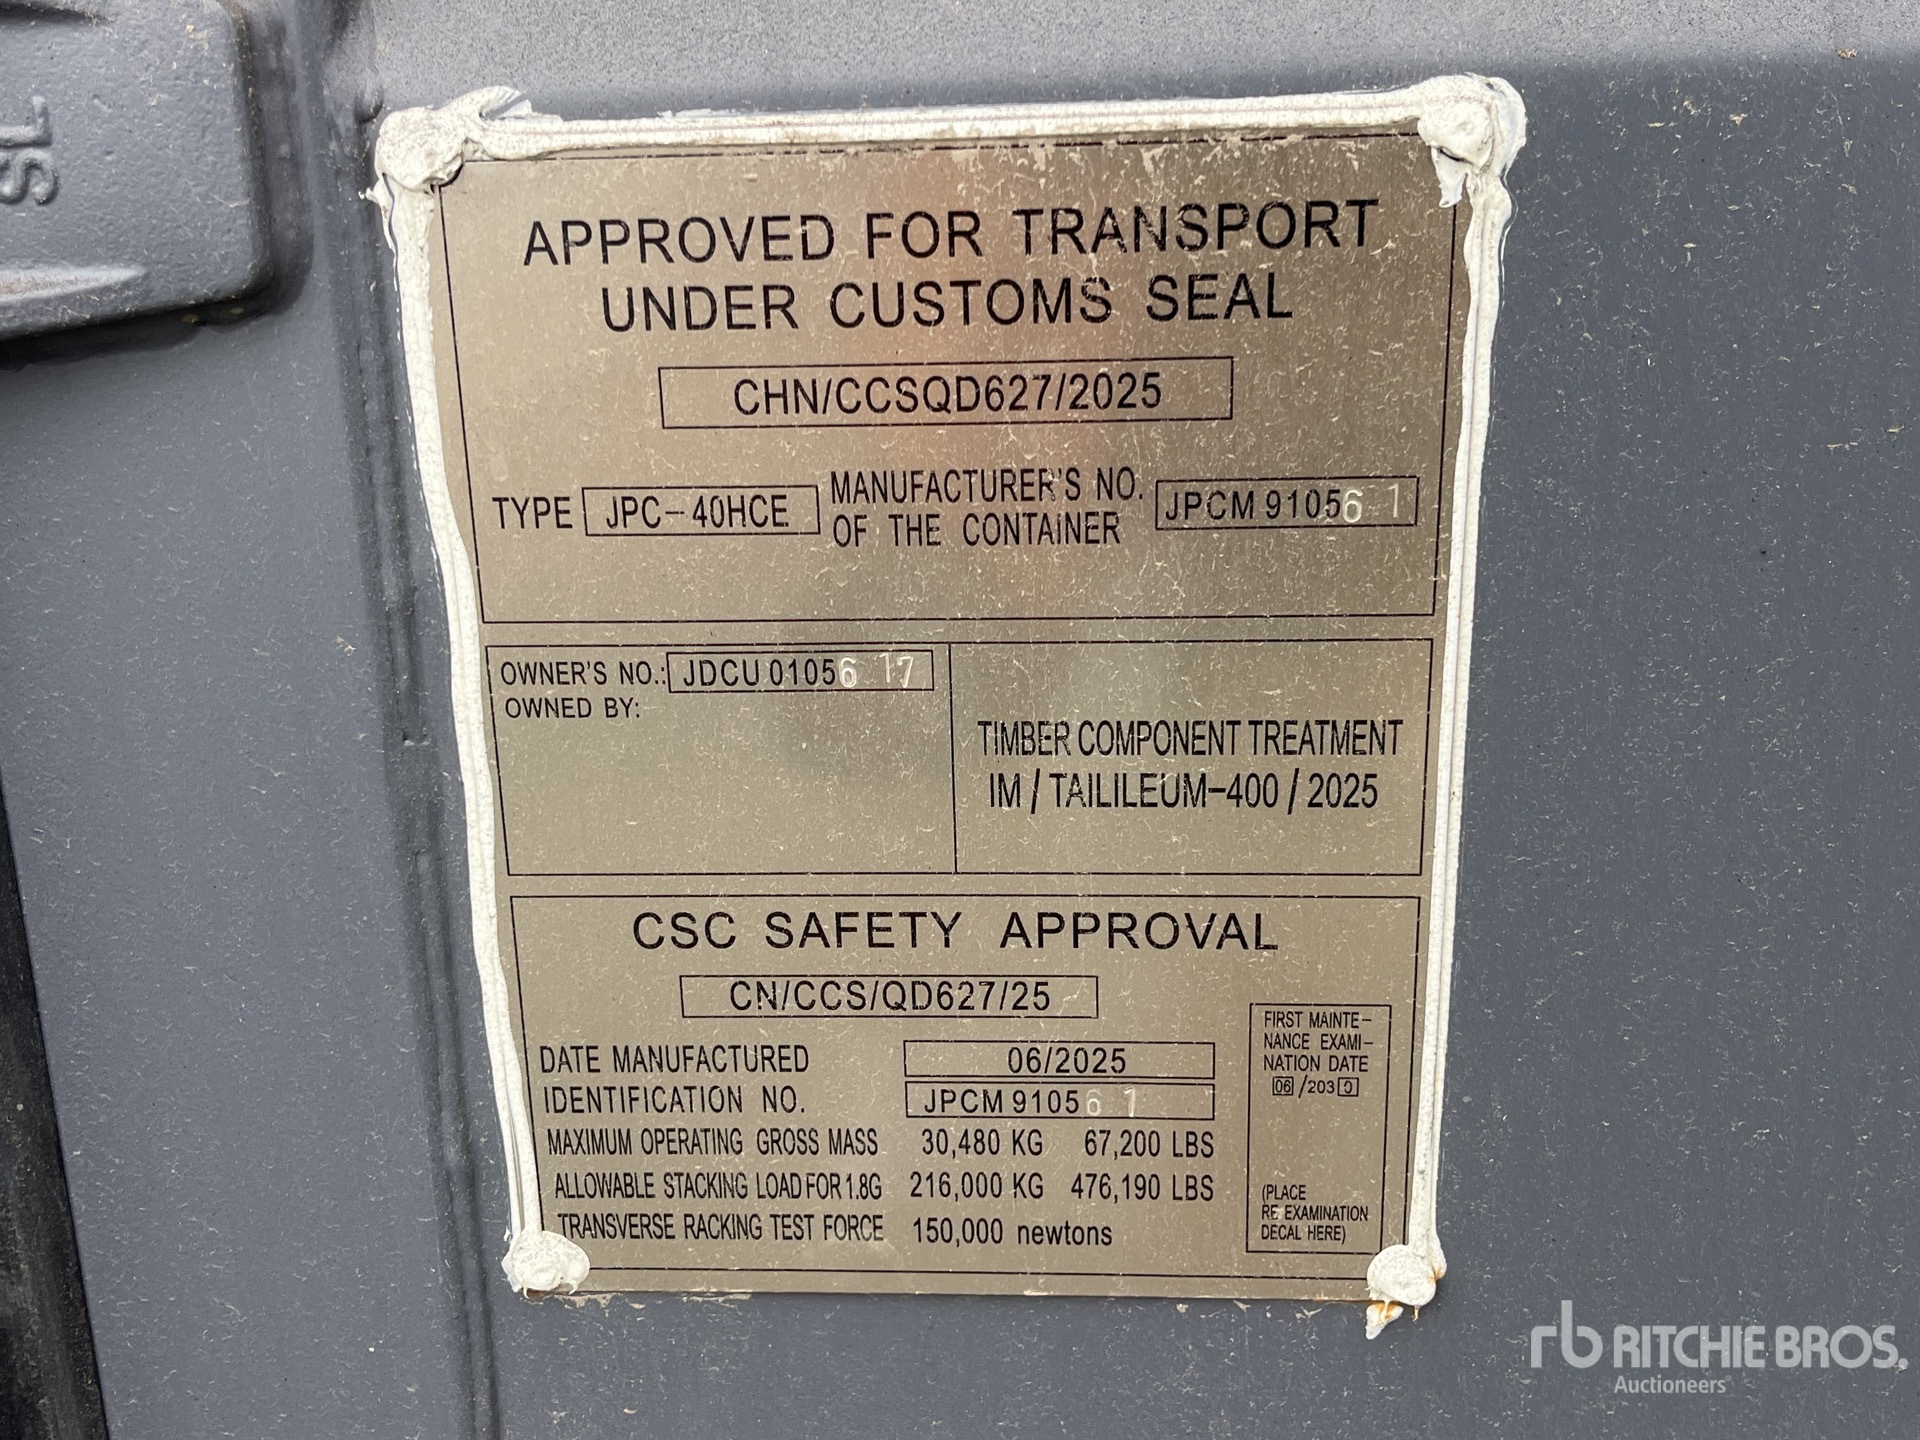 JS
APPROVED FOR TRANSPORT
UNDER CUSTOMS SEAL
CHN/CCSQD627/2025
TYPE JPC-40HCE MANUFACTURER'S NO. OF THE CONTAINER JPCM 910561
OWNER'S NO.: JDCU 0105617
OWNED BY:
TIMBER COMPONENT TREATMENT
IM / TAILILEUM-400 / 2025
CSC SAFETY APPROVAL
CN/CCS/QD627/25
DATE MANUFACTURED 06/2025
IDENTIFICATION NO. JPCM 910561
MAXIMUM OPERATING GROSS MASS 30,480 KG 67,200 LBS
ALLOWABLE STACKING LOAD FOR 1.8G 216,000 KG 476,190 LBS
TRANSVERSE RACKING TEST FORCE 150,000 newtons
FIRST MAINTE-
NANCE EXAMI-
NATION DATE
06/2030
(PLACE
RE EXAMINATION
DECAL HERE)
rb RITCHIE BROS.
Auctioneers